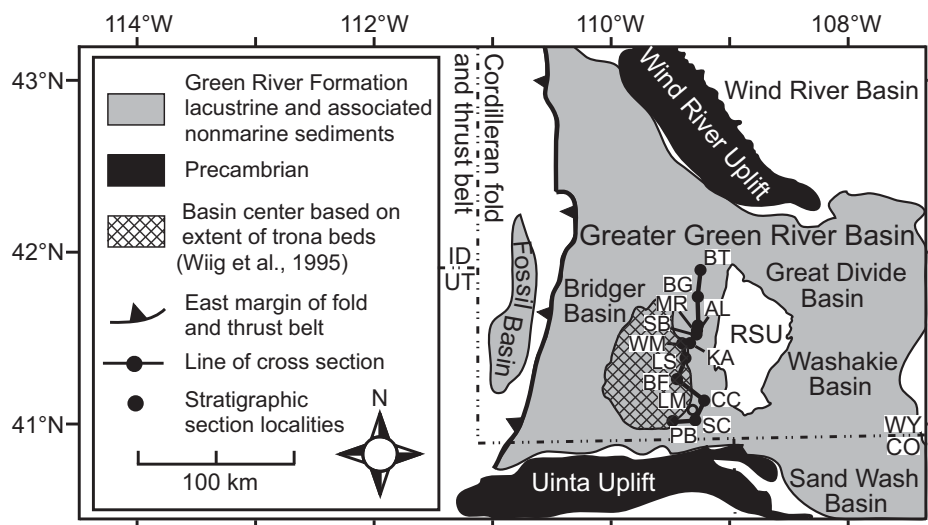 114°W
112°W
110°W
108°W
43°N
42°N
41°N
Green River Formation
lacustrine and associated
nonmarine sediments
Precambrian
Basin center based on
extent of trona beds
(Wiig et al., 1995)
East margin of fold
and thrust belt
Line of cross section
Stratigraphic
section localities
N
100 km
Cordilleran fold
and thrust belt
ID
UT
Fossil Basin
Wind River Uplift
Wind River Basin
Greater Green River Basin
BT
Bridger
Basin
BG
MR
AL
SB
WM
KA
LS
BF
LM
CC
PB
SC
RSU
Great Divide
Basin
Washakie
Basin
WY
CO
Uinta Uplift
Sand Wash
Basin